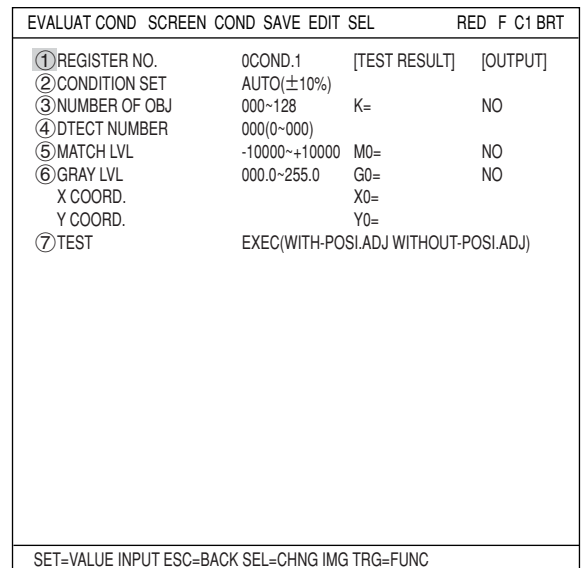 EVALUAT COND SCREEN COND SAVE EDIT SEL RED F C1 BRT
①REGISTER NO. 0COND.1 [TEST RESULT] [OUTPUT]
②CONDITION SET AUTO(±10%)
③NUMBER OF OBJ 000~128 K= NO
④DTECT NUMBER 000(0~000)
⑤MATCH LVL -10000~+10000 M0= NO
⑥GRAY LVL 000.0~255.0 G0= NO
X COORD. X0=
Y COORD. Y0=
⑦TEST EXEC(WITH-POSI.ADJ WITHOUT-POSI.ADJ)
SET=VALUE INPUT ESC=BACK SEL=CHNG IMG TRG=FUNC